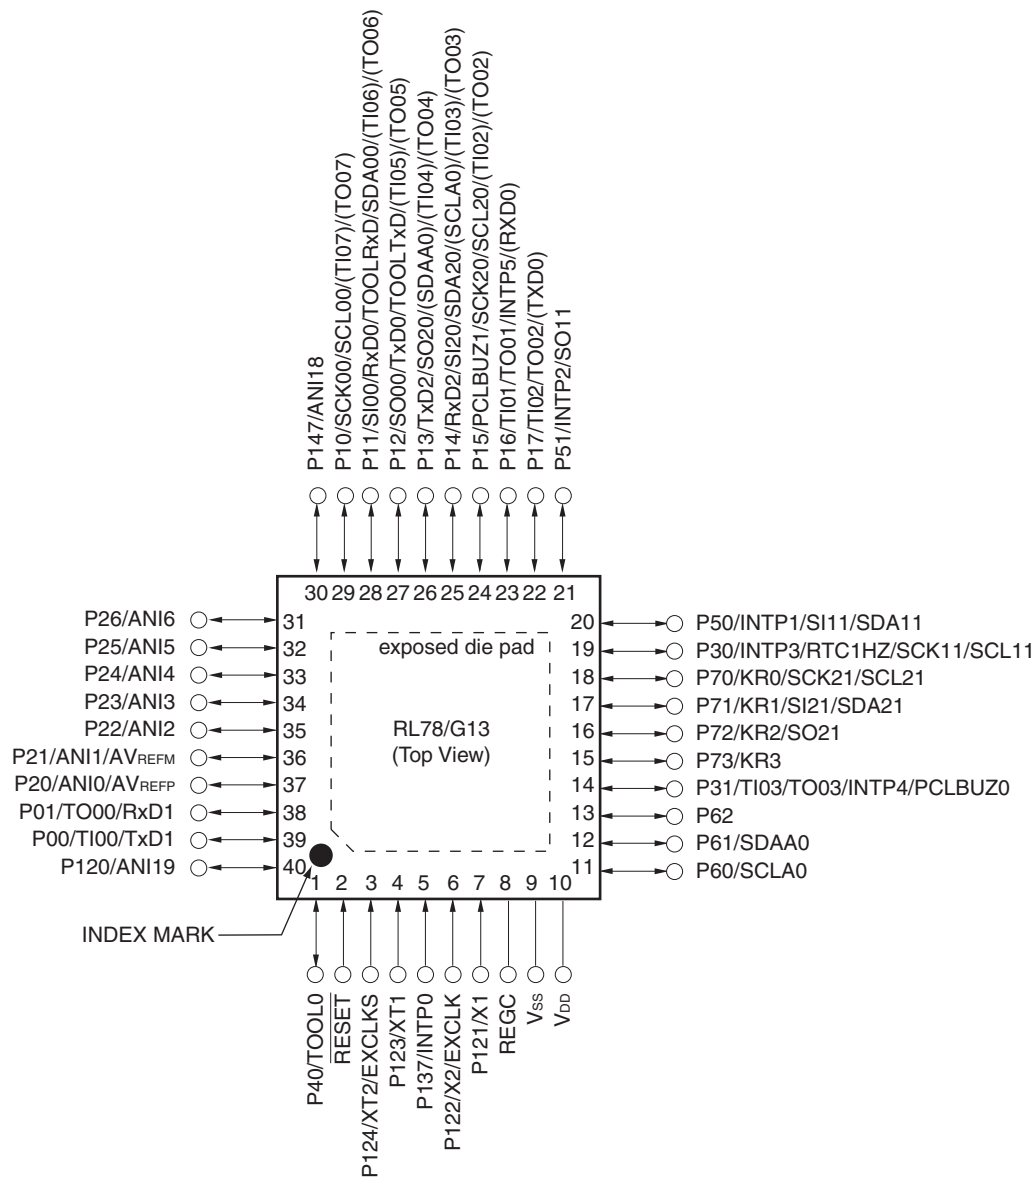 P147/ANI18
P10/SCK00/SCL00/(TI07)/(TO07)
P11/SI00/RxD0/TOOLRxD/SDA00/(TI06)/(TO06)
P12/SO00/TxD0/TOOLTxD/(TI05)/(TO05)
P13/TxD2/SO20/(SDAA0)/(TI04)/(TO04)
P14/RxD2/SI20/SDA20/(SCLA0)/(TI03)/(TO03)
P15/PCLBUZ1/SCK20/SCL20/(TI02)/(TO02)
P16/TI01/TO01/INTP5/(RXD0)
P17/TI02/TO02/(TXD0)
P51/INTP2/SO11
30 29 28 27 26 25 24 23 22 21
P26/ANI6 31
P25/ANI5 32
P24/ANI4 33
P23/ANI3 34
P22/ANI2 35
P21/ANI1/AVREFM 36
P20/ANI0/AVREFP 37
P01/TO00/RxD1 38
P00/TI00/TxD1 39
P120/ANI19 40
exposed die pad
RL78/G13
(Top View)
20 P50/INTP1/SI11/SDA11
19 P30/INTP3/RTC1HZ/SCK11/SCL11
18 P70/KR0/SCK21/SCL21
17 P71/KR1/SI21/SDA21
16 P72/KR2/SO21
15 P73/KR3
14 P31/TI03/TO03/INTP4/PCLBUZ0
13 P62
12 P61/SDAA0
11 P60/SCLA0
1 2 3 4 5 6 7 8 9 10
INDEX MARK
P40/TOOL0
RESET
P124/XT2/EXCLKS
P123/XT1
P137/INTP0
P122/X2/EXCLK
P121/X1
REGC
VSS
VDD